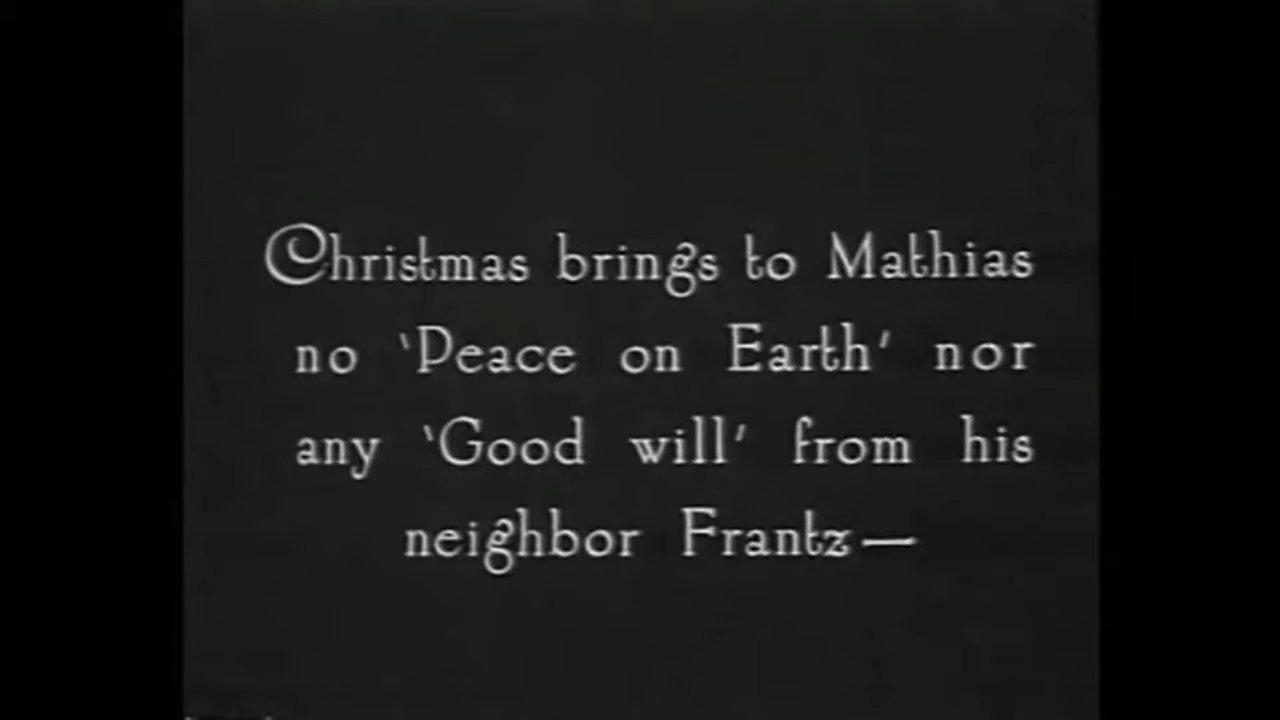 Christmas brings to Mathias
no 'Peace on Earth' nor
any 'Good will' from his
neighbor Frantz—